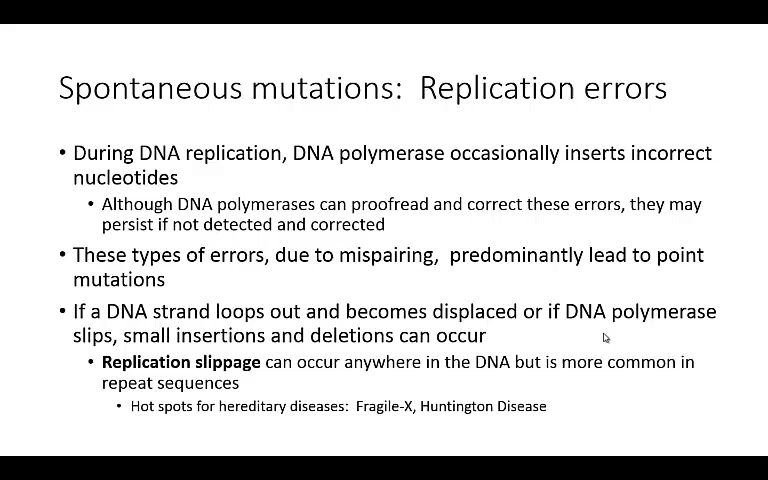 Spontaneous mutations:  Replication errors
• During DNA replication, DNA polymerase occasionally inserts incorrect
nucleotides
• Although DNA polymerases can proofread and correct these errors, they may
persist if not detected and corrected
• These types of errors, due to mispairing,  predominantly lead to point
mutations
• If a DNA strand loops out and becomes displaced or if DNA polymerase
slips, small insertions and deletions can occur
• Replication slippage can occur anywhere in the DNA but is more common in
repeat sequences
• Hot spots for hereditary diseases:  Fragile-X, Huntington Disease